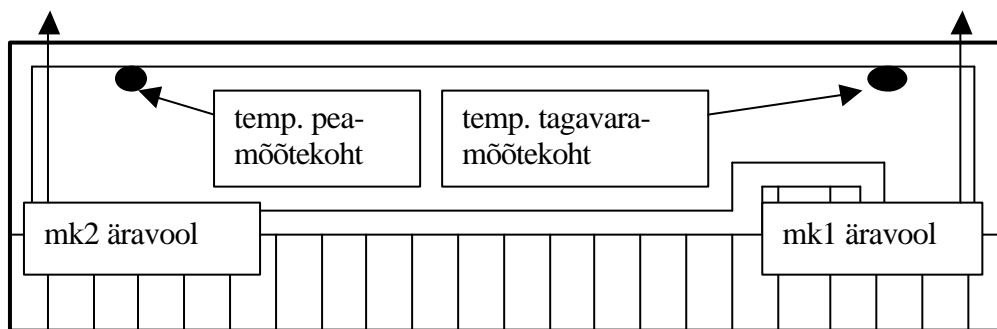 temp. pea-
mõõtekoht
temp. tagavara-
mõõtekoht
mk2 äravool
mk1 äravool